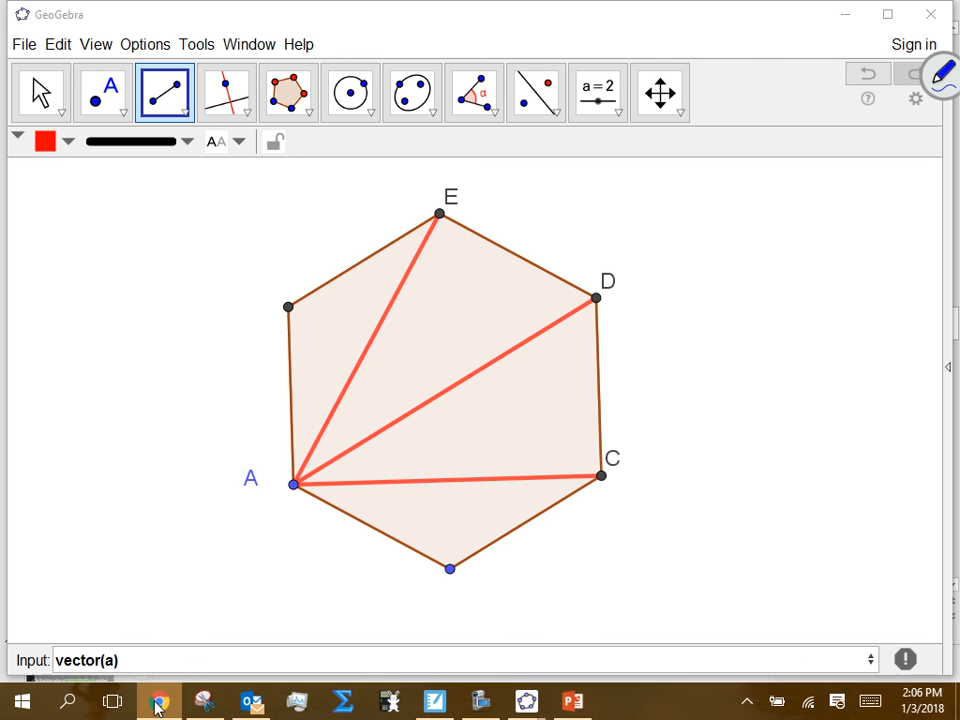 GeoGebra
File Edit View Options Tools Window Help Sign in
A α a = 2
AA
E
D
A
C
Input: vector(a)
2:06 PM
1/3/2018